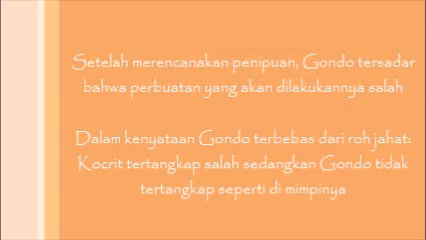 Setelah merencanakan penipuan, Gondo tersadar
bahwa perbuatan yang akan dilakukannya salah
Dalam kenyataan Gondo terbebas dari roh jahat:
Kocrit tertangkap salah sedangkan Gondo tidak
tertangkap seperti di mimpinya